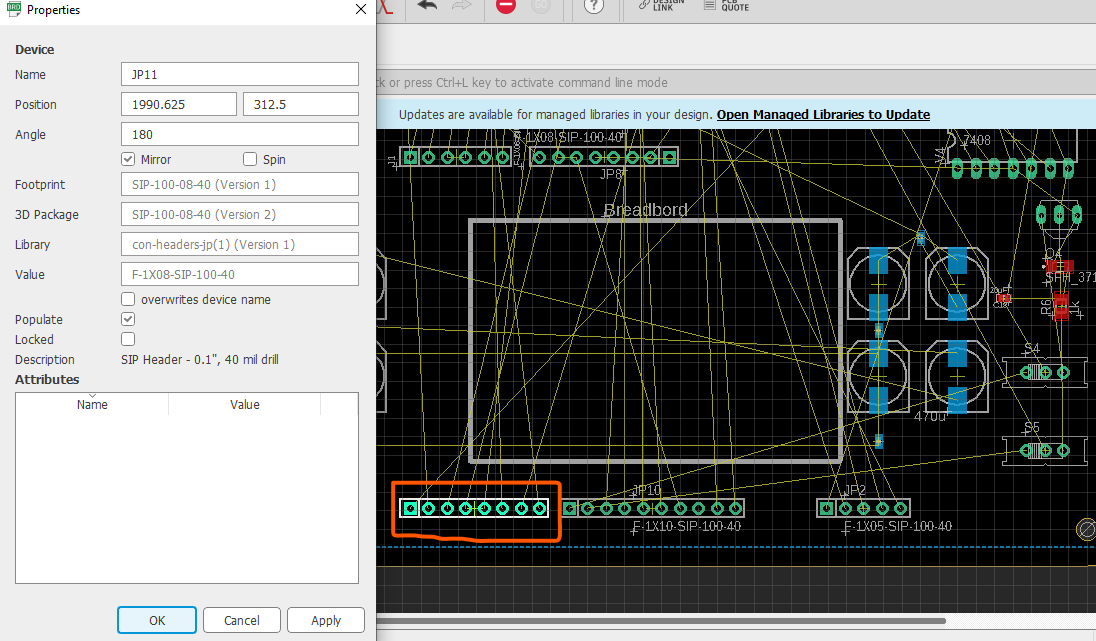 BRD
Properties
Device
Name
JP11
Position
1990.625
312.5
Angle
180
Mirror
Spin
Footprint
SIP-100-08-40 (Version 1)
3D Package
SIP-100-08-40 (Version 2)
Library
con-headers-jp(1) (Version 1)
Value
F-1X08-SIP-100-40
overwrites device name
Populate
Locked
Description
SIP Header - 0.1", 40 mil drill
Attributes
Name
Value
OK
Cancel
Apply
GO
?
DESIGN
LINK
PCB
QUOTE
ck or press Ctrl+L key to activate command line mode
Updates are available for managed libraries in your design. Open Managed Libraries to Update
J1
F-1X08-SIP-100-40
JP8
V4
7408
Breadbord
Q4
SFH_371
R6
1K
S4
470u
S5
JP10
F-1X10-SIP-100-40
JP2
F-1X05-SIP-100-40